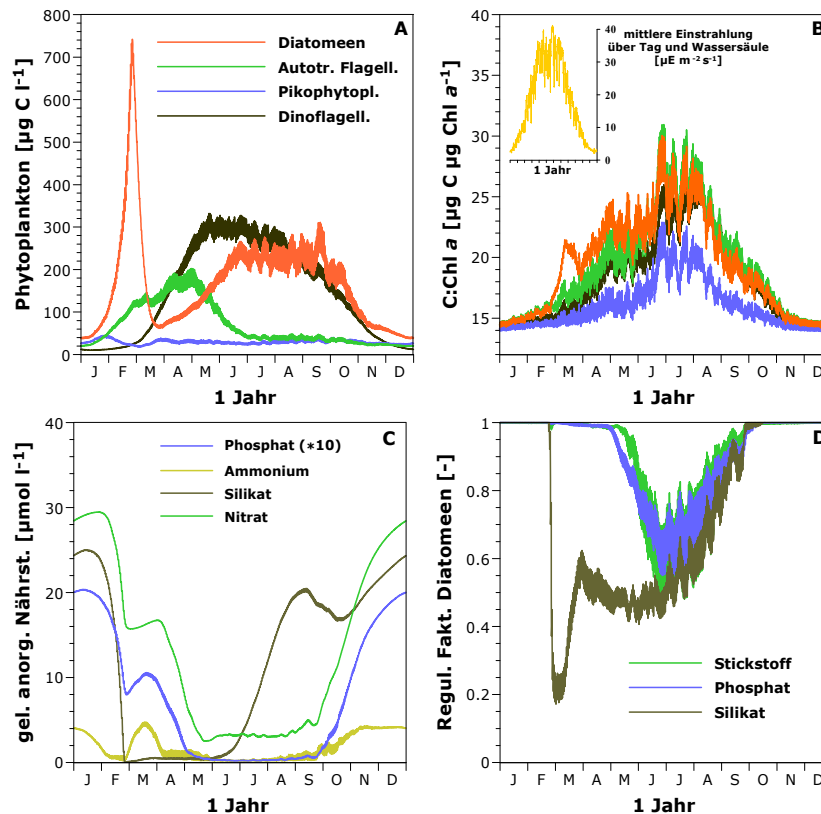 A
Phytoplankton [µg C l-1]
800
700
600
500
400
300
200
100
0
Diatomeen
Autotr. Flagell.
Pikophytopl.
Dinoflagell.
J F M A M J J A S O N D
1 Jahr
B
C:Chl a [µg C µg Chl a-1]
40
35
30
25
20
15
mittlere Einstrahlung
über Tag und Wassersäule
[µE m-2 s-1]
40
30
20
10
0
1 Jahr
J F M A M J J A S O N D
1 Jahr
C
gel. anorg. Nährst. [µmol l-1]
40
30
20
10
0
Phosphat (*10)
Ammonium
Silikat
Nitrat
J F M A M J J A S O N D
1 Jahr
D
Regul. Fakt. Diatomeen [-]
1
0.8
0.6
0.4
0.2
0
Stickstoff
Phosphat
Silikat
J F M A M J J A S O N D
1 Jahr